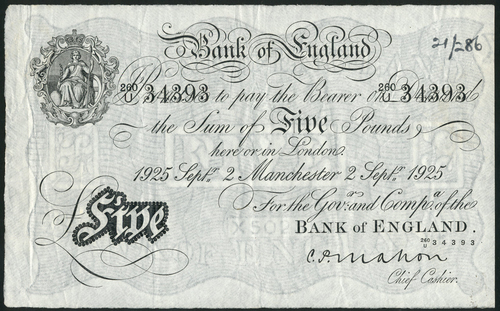 Bank of England
21/286
260/U 34393 to pay the Bearer on Demand 260/U 34393
the Sum of Five Pounds
here or in London.
1925 Septr. 2 Manchester 2 Septr. 1925
For the Govr. and Compa. of the
Five
BANK OF ENGLAND.
260/U 34393
C.P. Mahon
Chief Cashier.